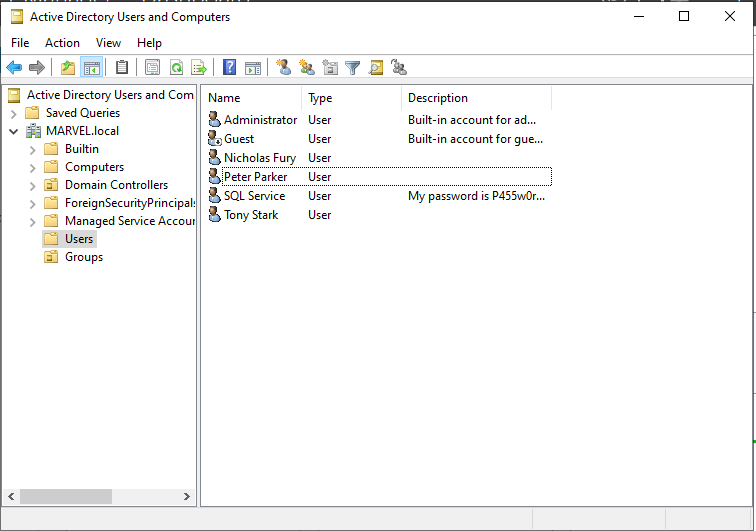 Active Directory Users and Computers
File Action View Help
Active Directory Users and Com
Saved Queries
MARVEL.local
Builtin
Computers
Domain Controllers
ForeignSecurityPrincipals
Managed Service Accour
Users
Groups
Name Type Description
Administrator User Built-in account for ad...
Guest User Built-in account for gue...
Nicholas Fury User
Peter Parker User
SQL Service User My password is P455w0r...
Tony Stark User